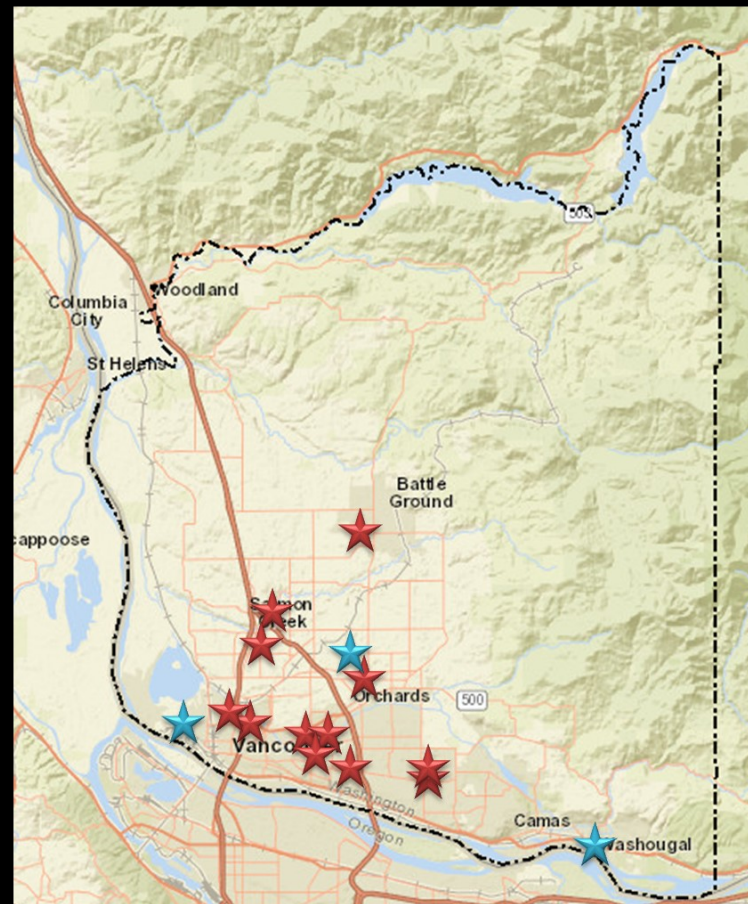 503
Woodland
Columbia
City
St Helens
Battle
Ground
cappoose
Salmon
Creek
Orchards
500
Vancouver
Washington
Oregon
Camas
Washougal